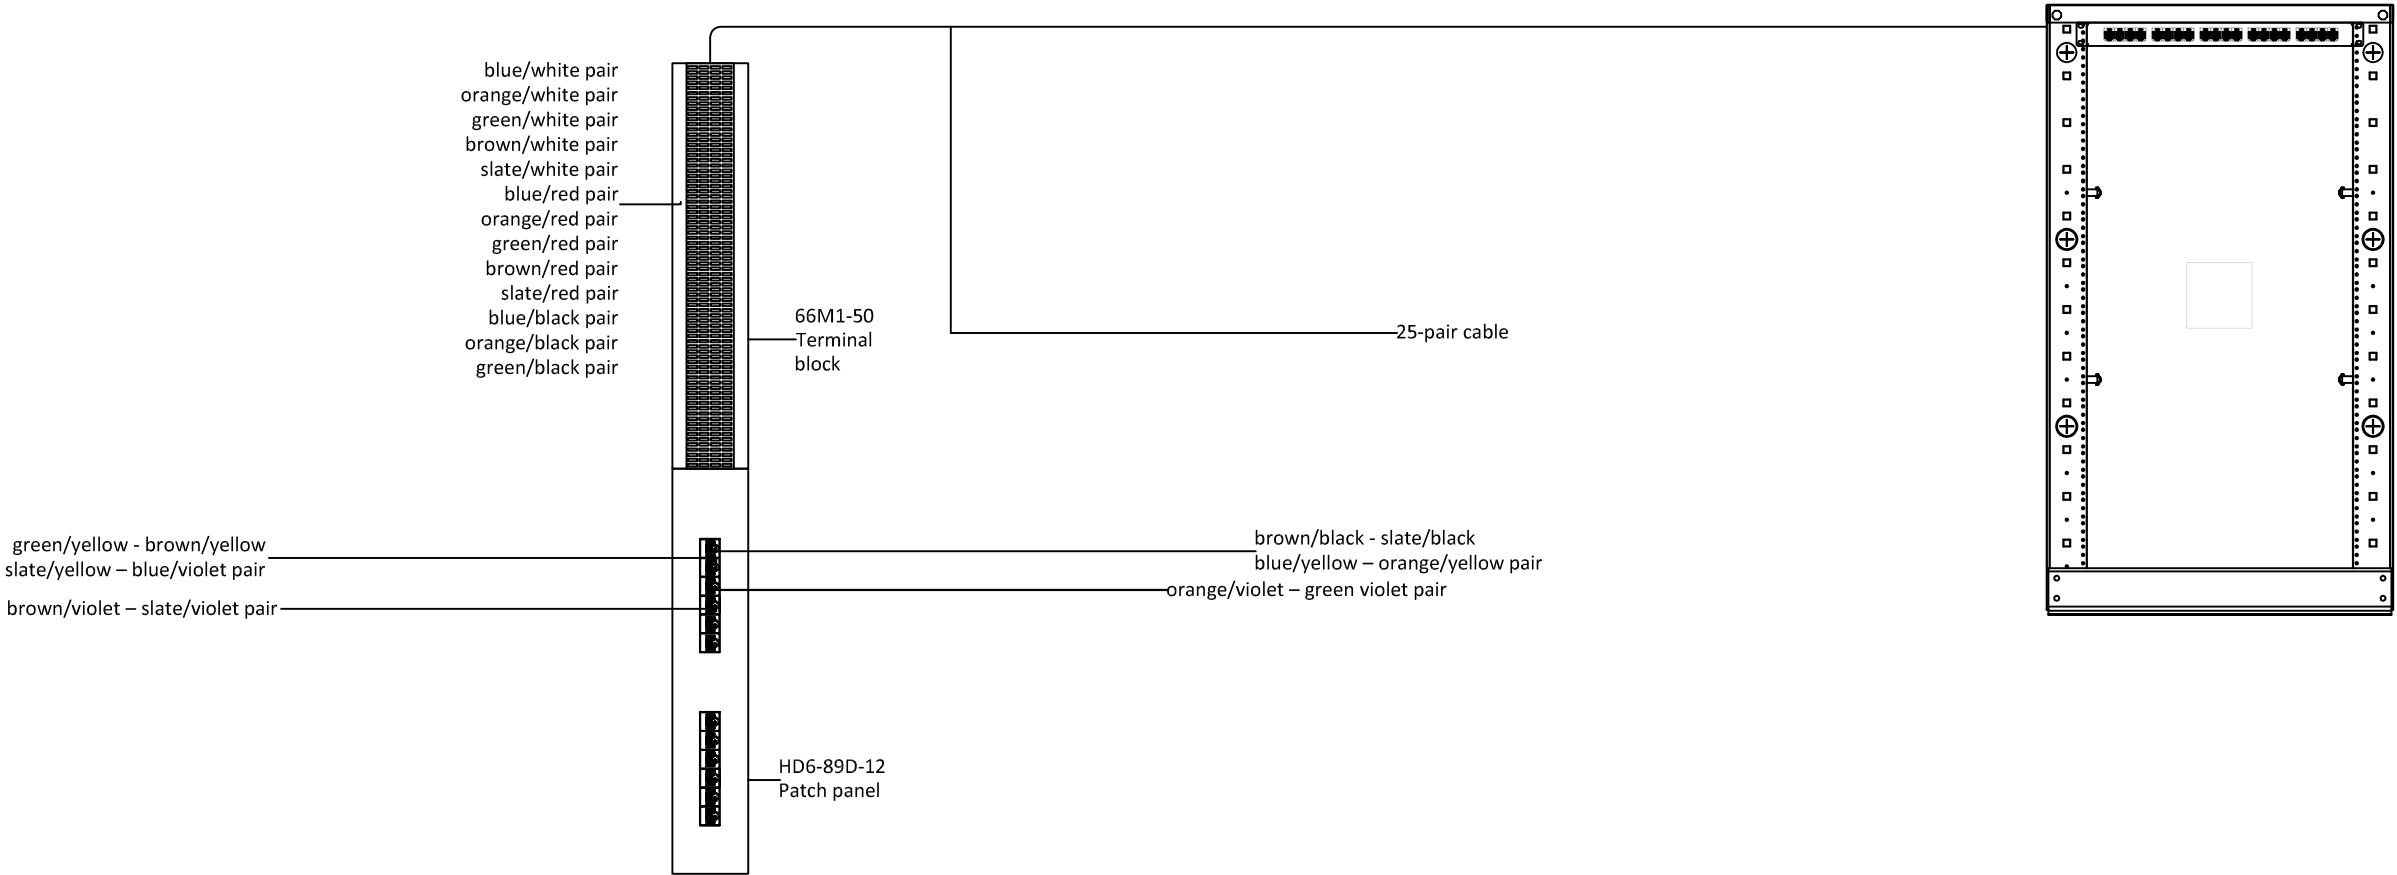 blue/white pair
orange/white pair
green/white pair
brown/white pair
slate/white pair
blue/red pair
orange/red pair
green/red pair
brown/red pair
slate/red pair
blue/black pair
orange/black pair
green/black pair
66M1-50
Terminal
block
25-pair cable
green/yellow - brown/yellow
slate/yellow – blue/violet pair
brown/violet – slate/violet pair
brown/black - slate/black
blue/yellow – orange/yellow pair
orange/violet – green violet pair
HD6-89D-12
Patch panel